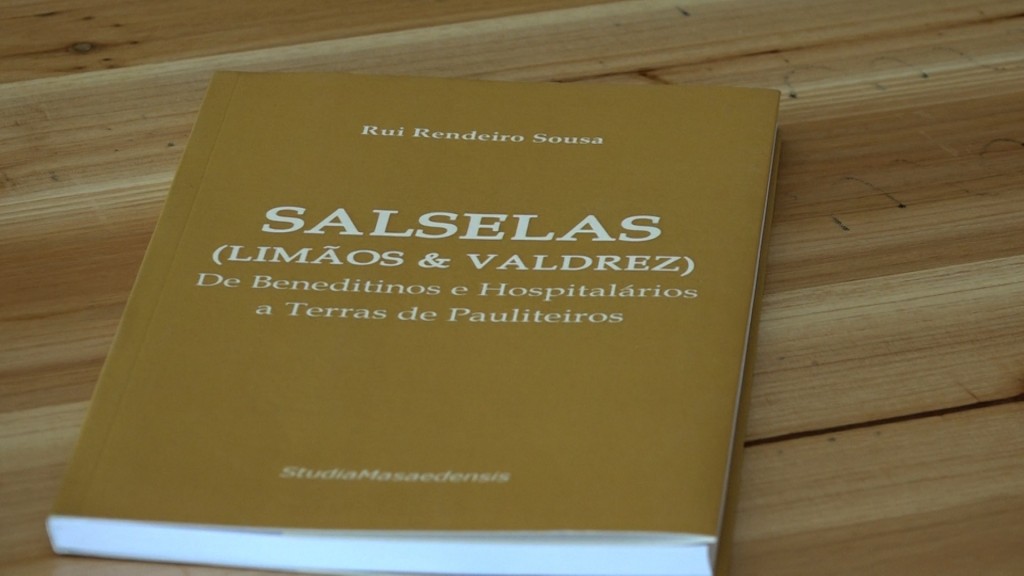 Rui Rendeiro Sousa
SALSELAS
(LIMÃOS & VALDREZ)
De Beneditinos e Hospitalários
a Terras de Pauliteiros
StudiaMasaedensis